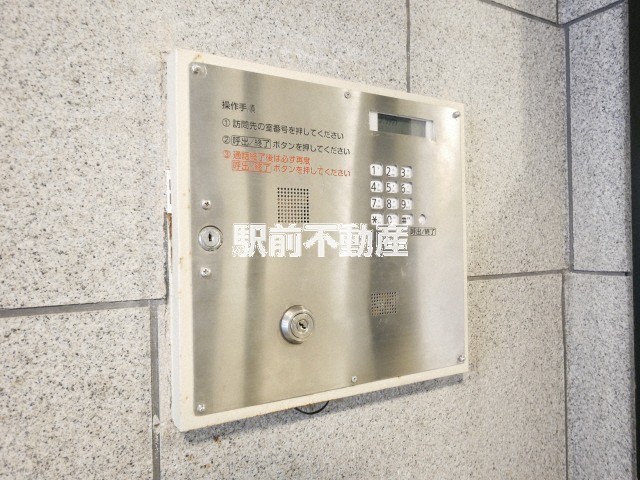 操作手順
① 訪問先の室番号を押してください
② 呼出/終了 ボタンを押してください
③ 通話終了後は必ず再度
呼出/終了 ボタンを押してください
1 2 3
4 5 6
7 8 9
* 0 #
呼出/終了
駅前不動産